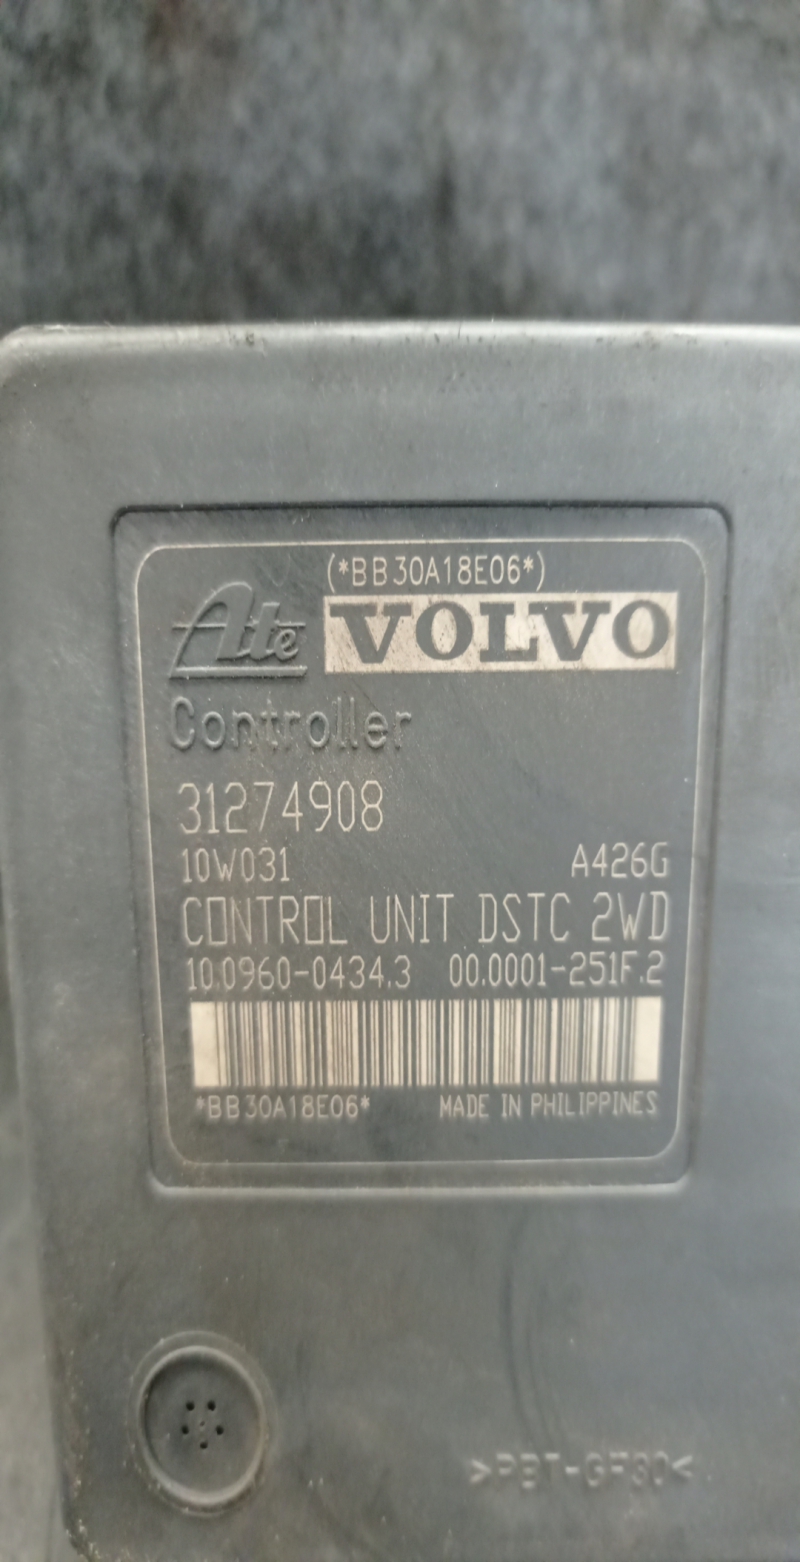 (*BB30A18E06*)
Ate VOLVO
Controller
31274908
10W031 A426G
CONTROL UNIT DSTC 2WD
10.0960-0434.3 00.0001-251F.2
*BB30A18E06* MADE IN PHILIPPINES
>PBT-GF30<